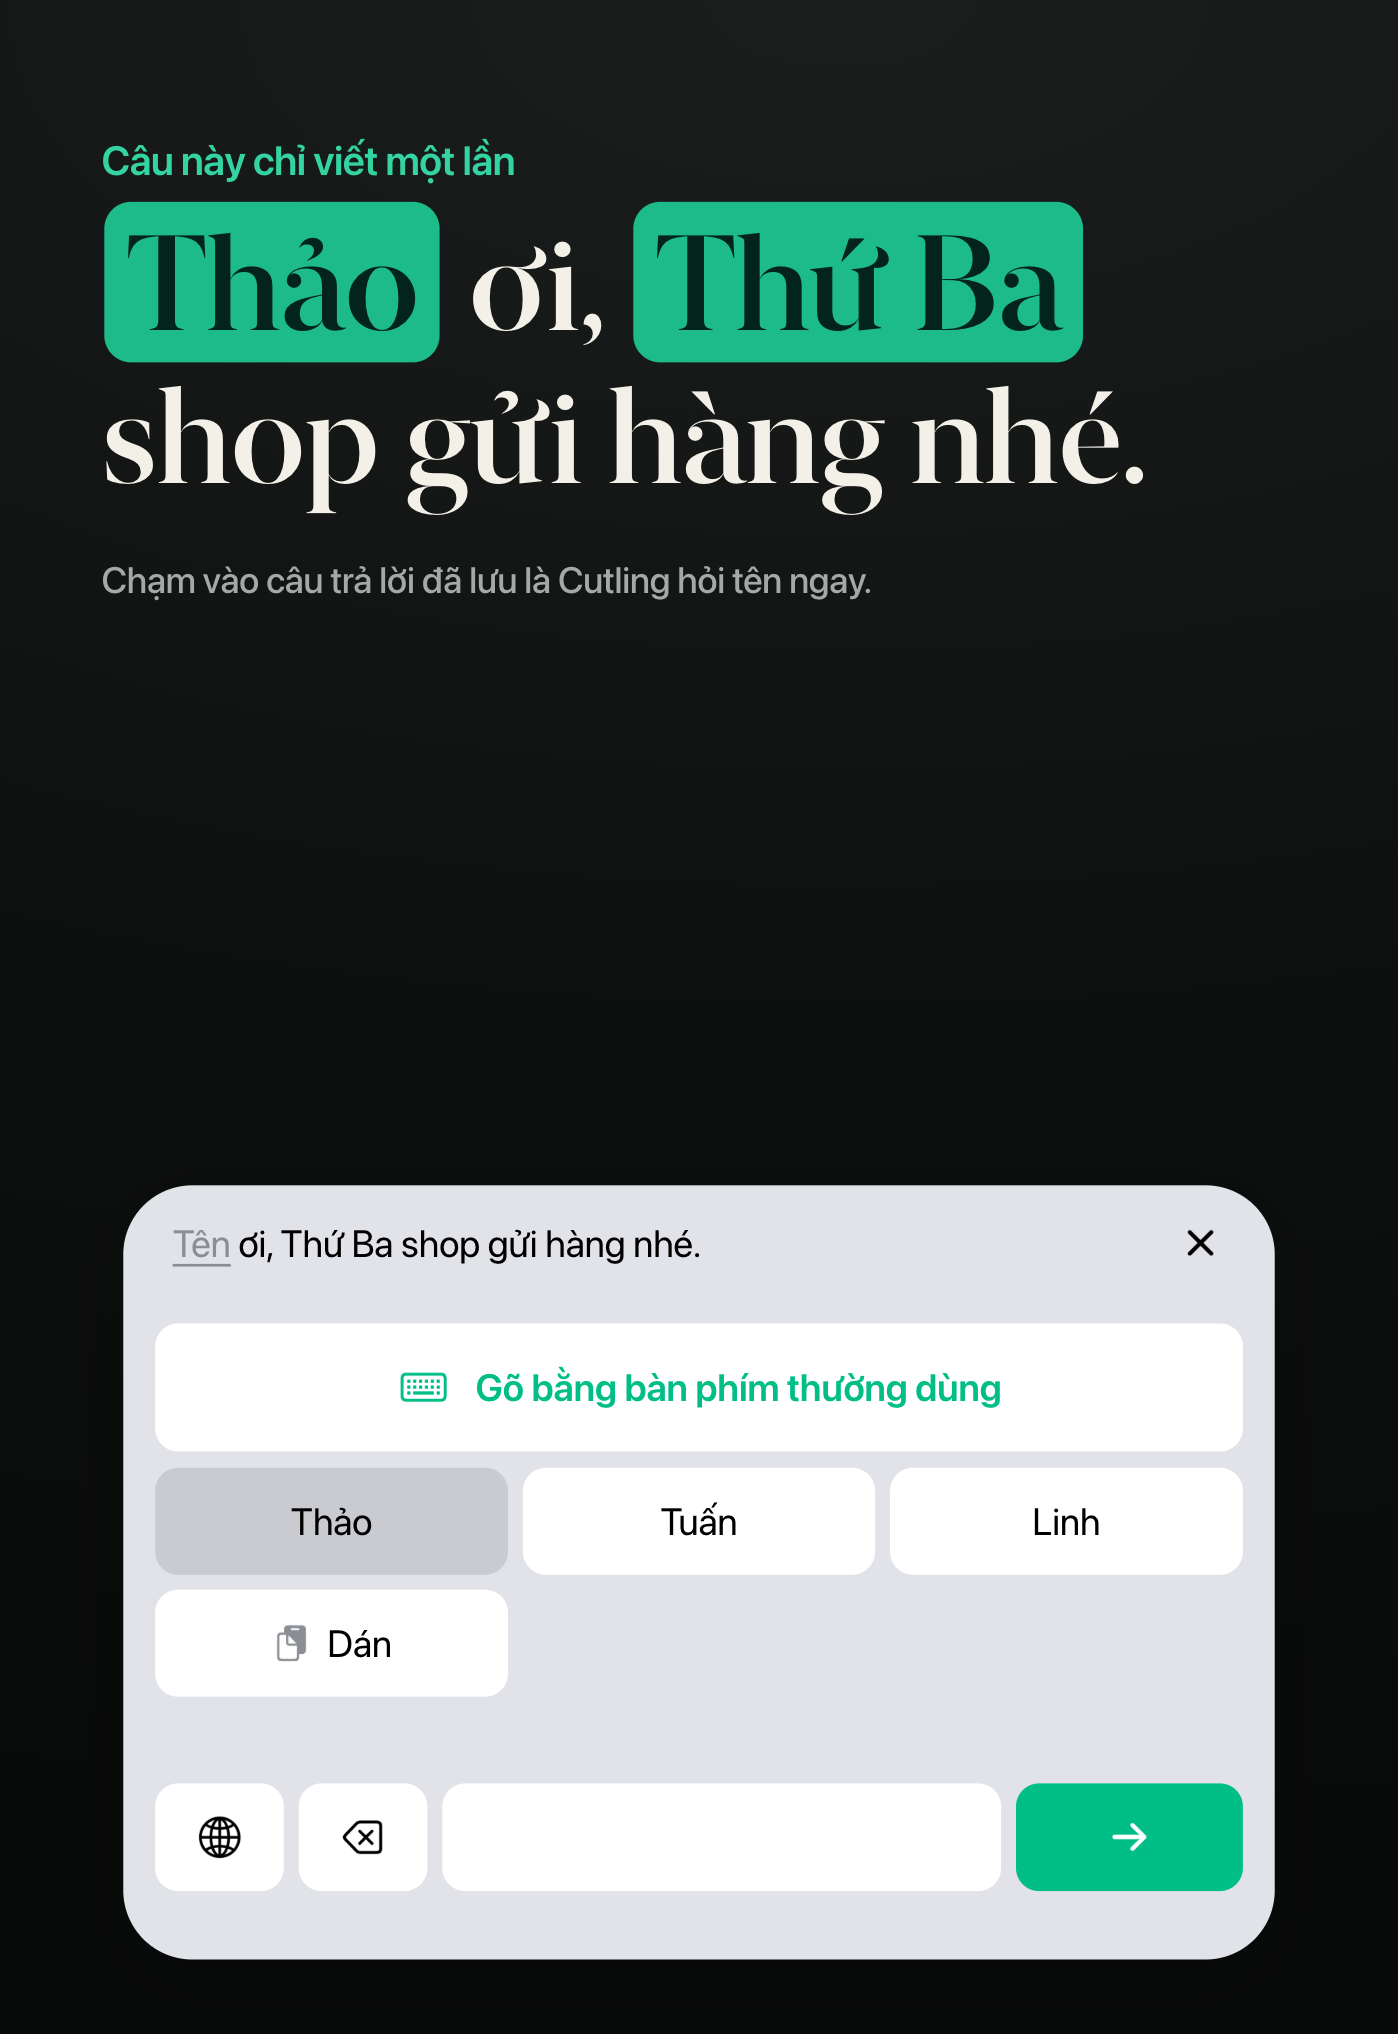 Câu này chỉ viết một lần
Thảo ơi, Thứ Ba
shop gửi hàng nhé.
Chạm vào câu trả lời đã lưu là Cutling hỏi tên ngay.
Tên ơi, Thứ Ba shop gửi hàng nhé.
Gõ bằng bàn phím thường dùng
Thảo Tuấn Linh
Dán